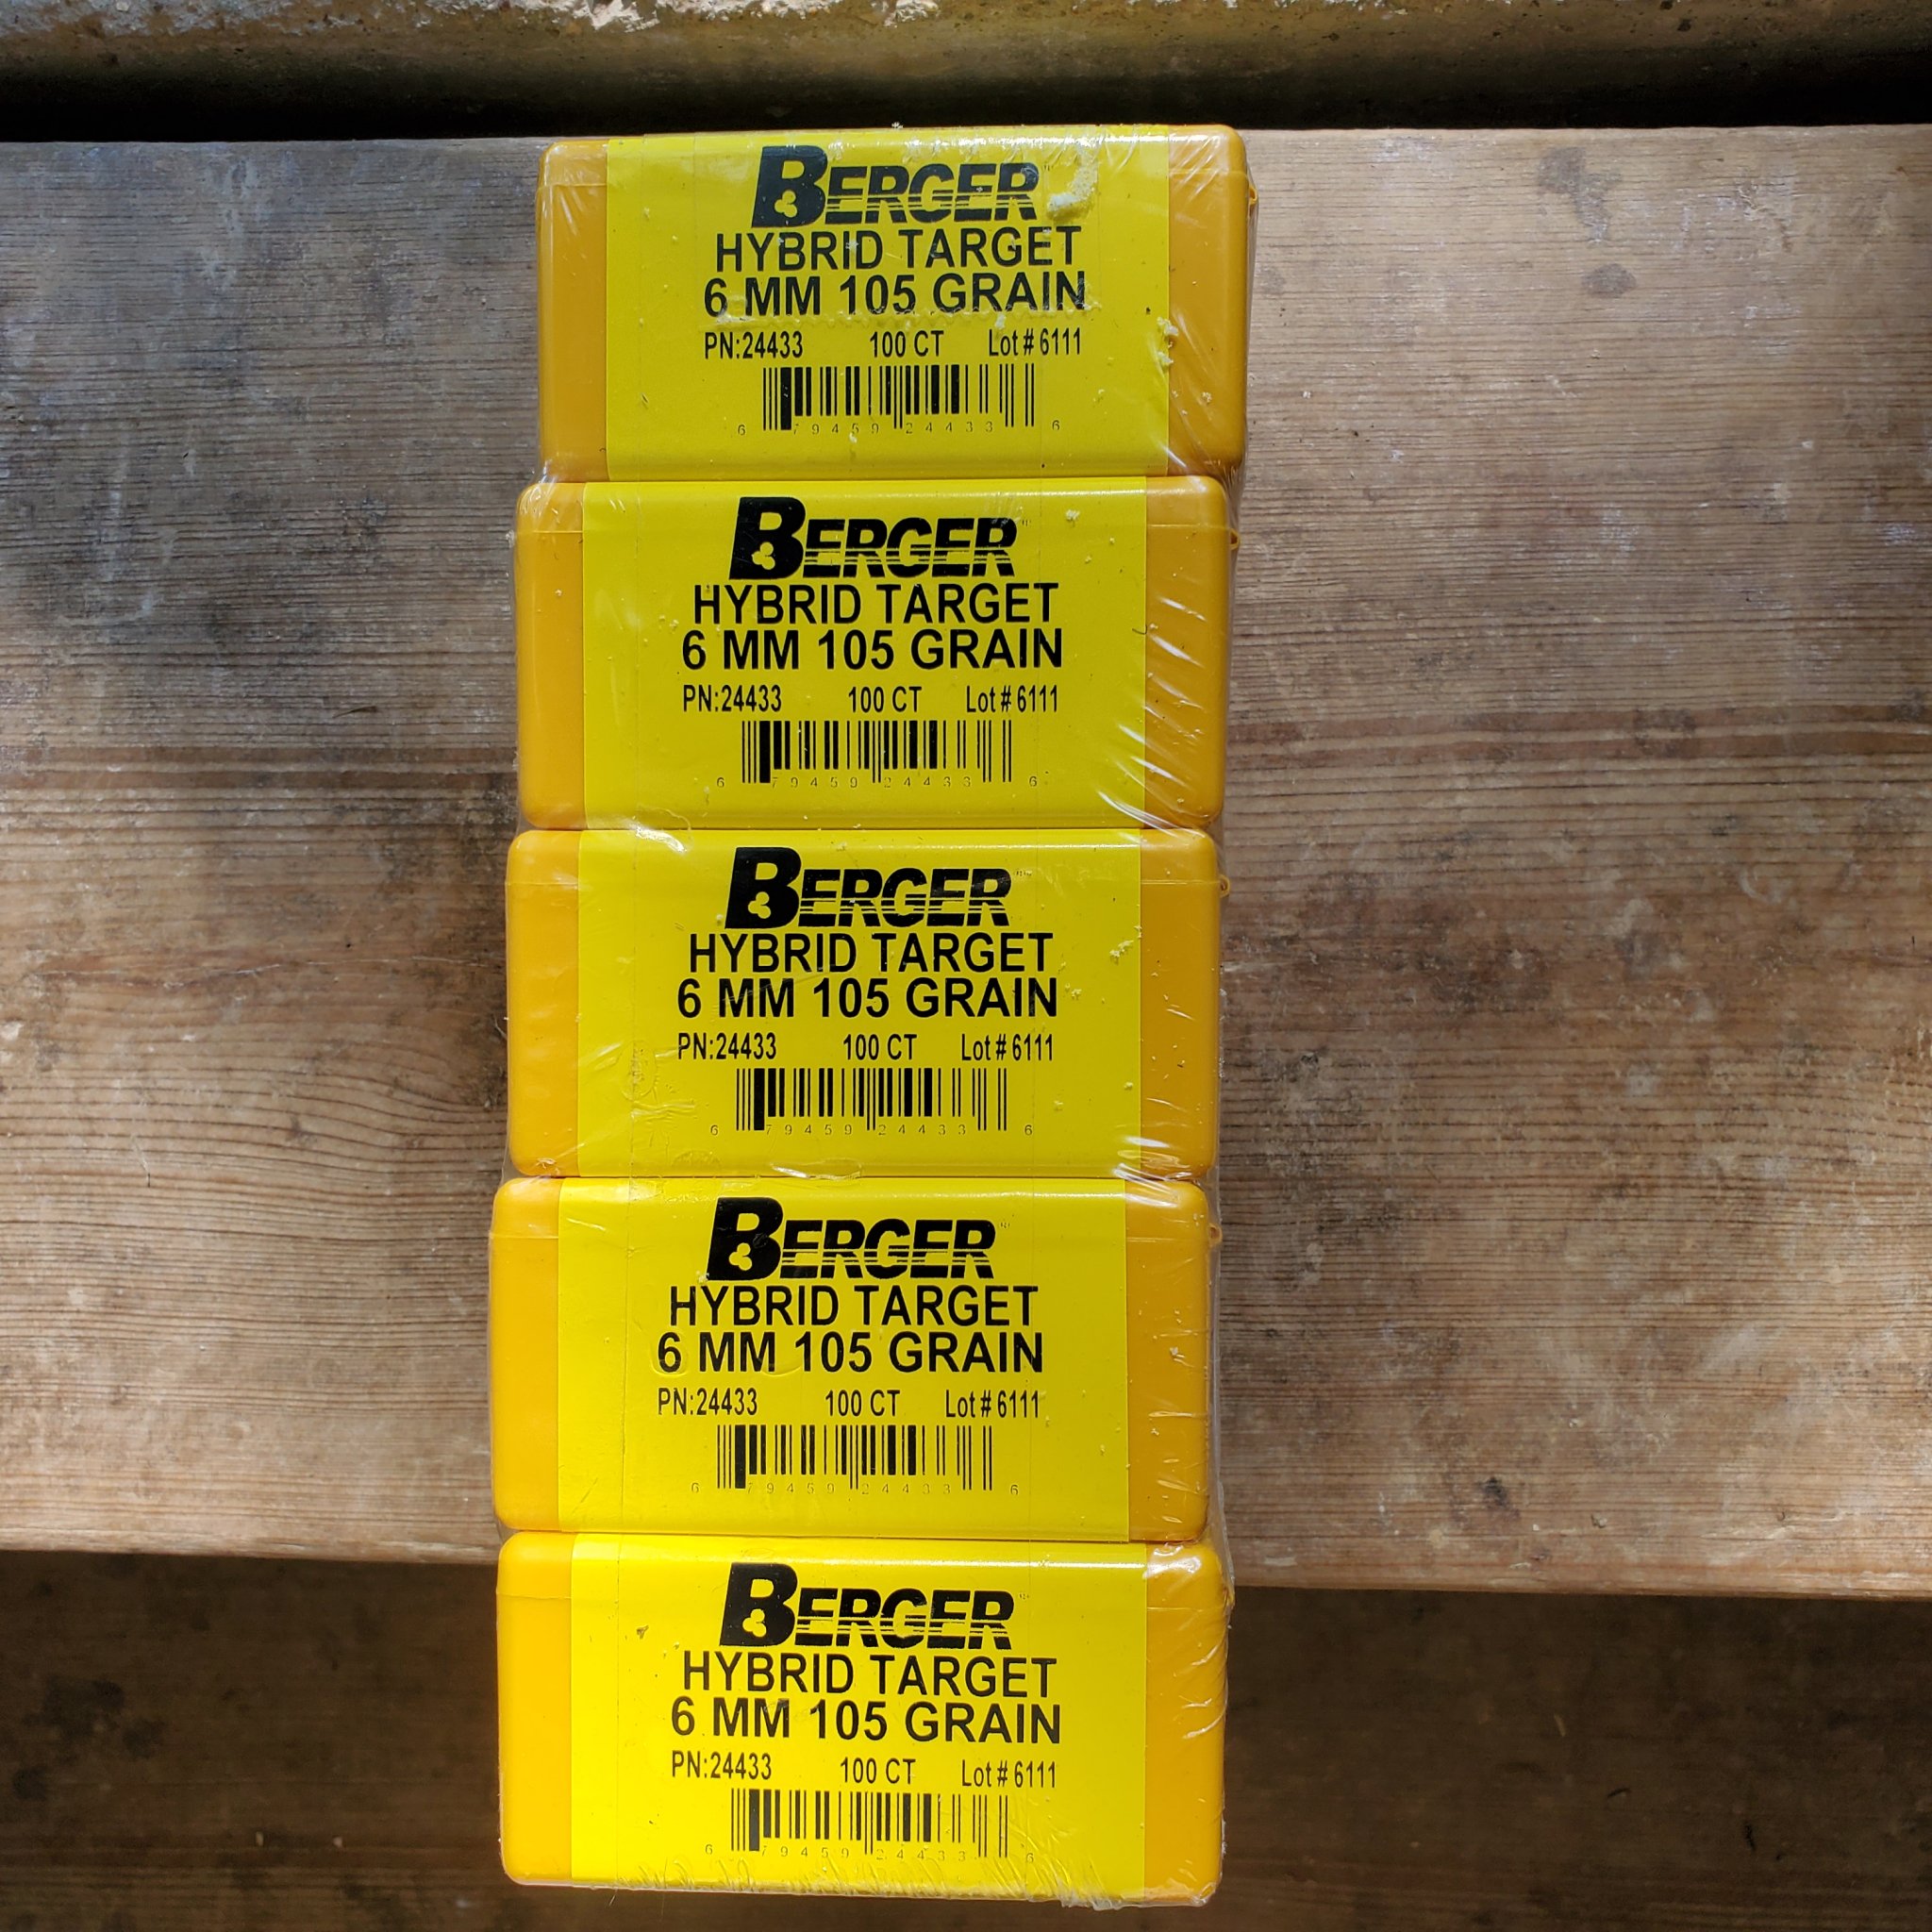 BERGER
HYBRID TARGET
6 MM 105 GRAIN
PN:24433 100 CT Lot # 6111
6 79459 24433 6
BERGER
HYBRID TARGET
6 MM 105 GRAIN
PN:24433 100 CT Lot # 6111
6 79459 24433 6
BERGER
HYBRID TARGET
6 MM 105 GRAIN
PN:24433 100 CT Lot # 6111
6 79459 24433 6
BERGER
HYBRID TARGET
6 MM 105 GRAIN
PN:24433 100 CT Lot # 6111
6 79459 24433 6
BERGER
HYBRID TARGET
6 MM 105 GRAIN
PN:24433 100 CT Lot # 6111
6 79459 24433 6